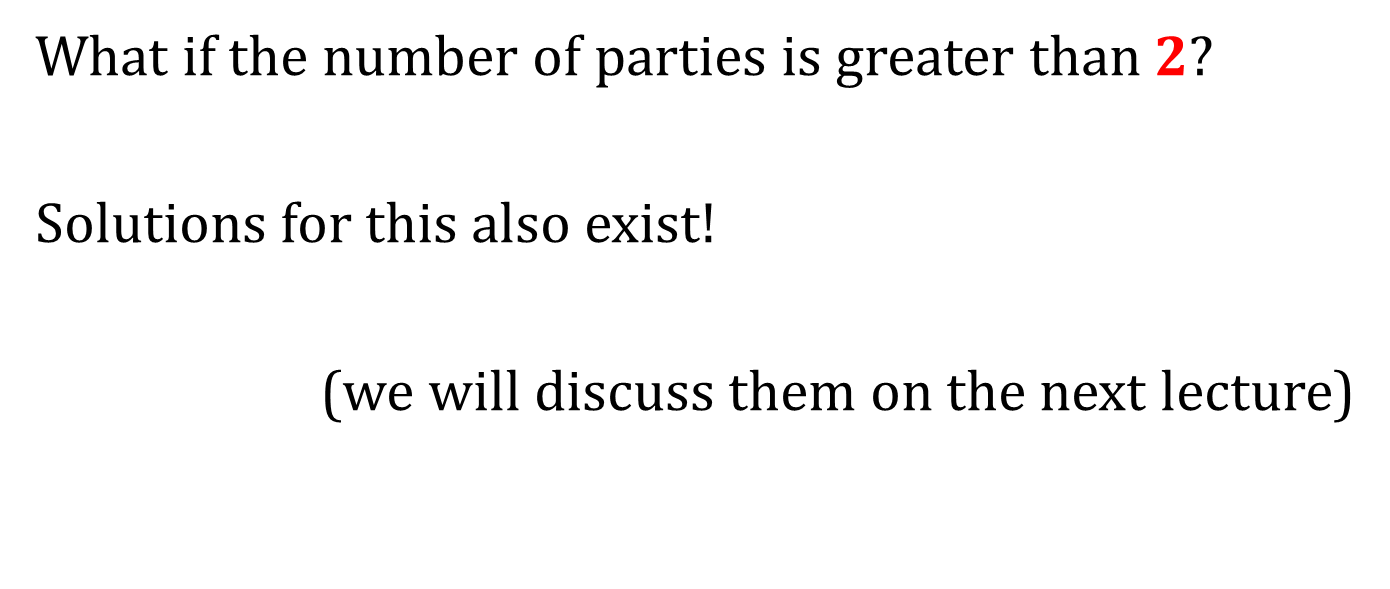 What if the number of parties is greater than 2?
Solutions for this also exist!
(we will discuss them on the next lecture)